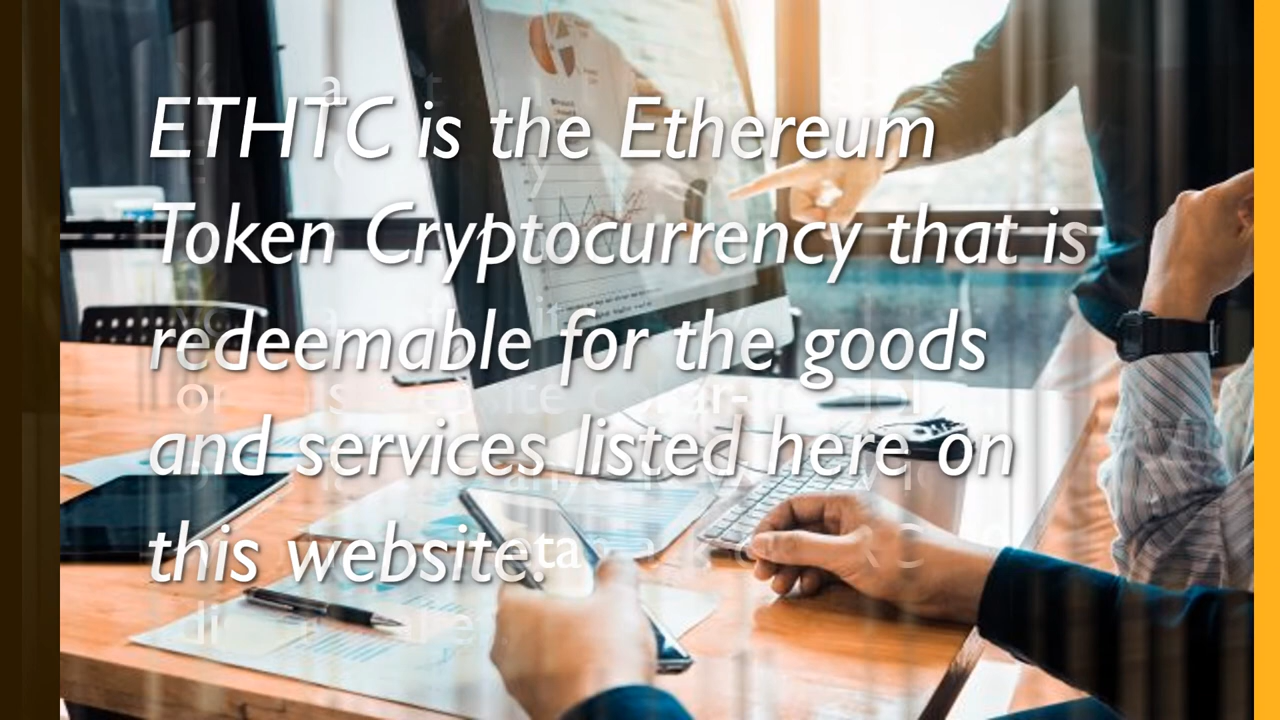 ETHTC is the Ethereum
Token Cryptocurrency that is
redeemable for the goods
and services listed here on
this website.